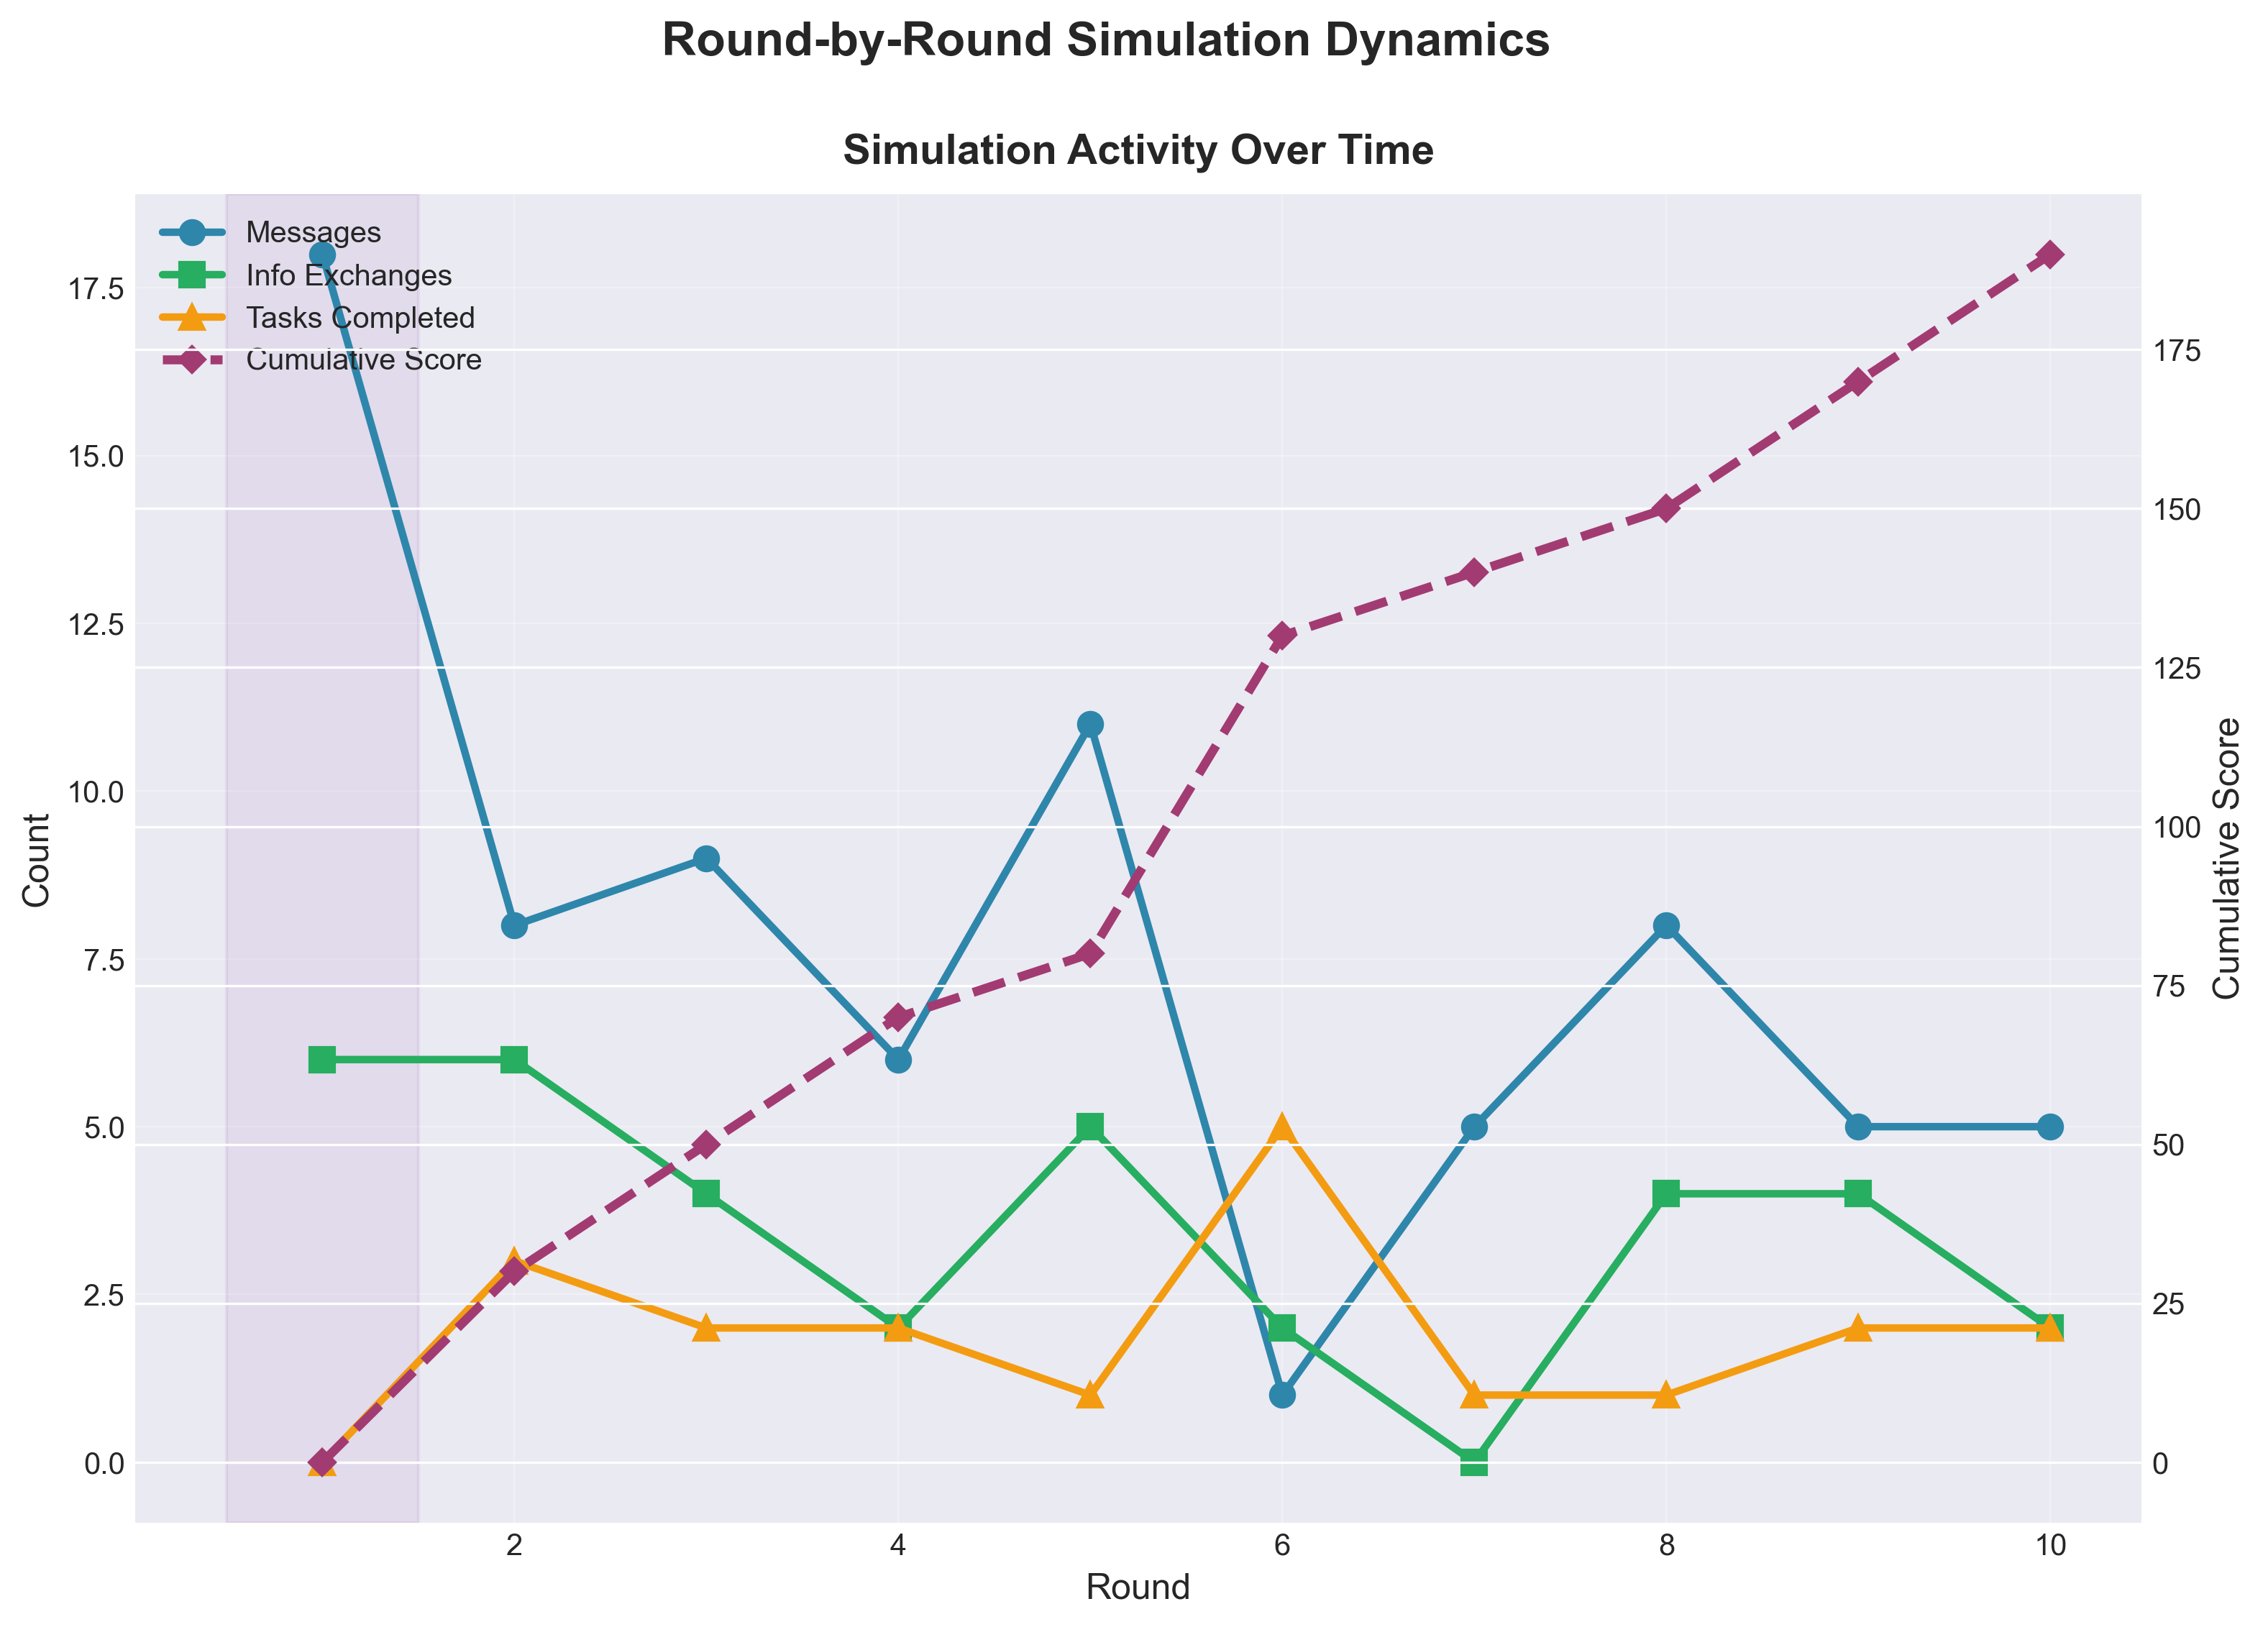 Round-by-Round Simulation Dynamics
Simulation Activity Over Time
Messages
Info Exchanges
Tasks Completed
Cumulative Score
17.5
15.0
12.5
10.0
7.5
5.0
2.5
0.0
Count
175
150
125
100
75
50
25
0
Cumulative Score
2 4 6 8 10
Round